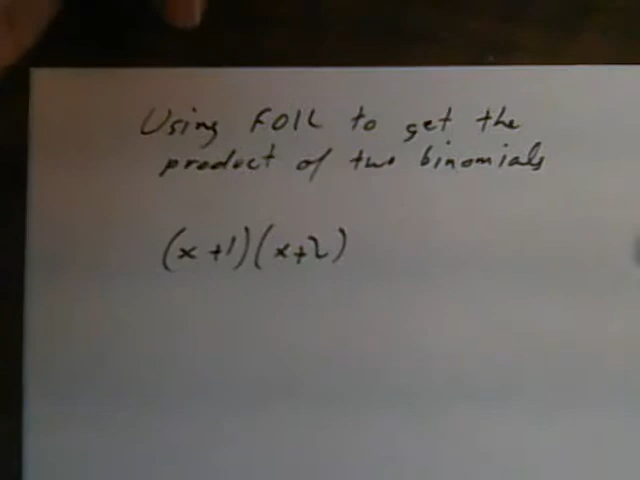 Using FOIL to get the
product of two binomials
(x+1)(x+2)